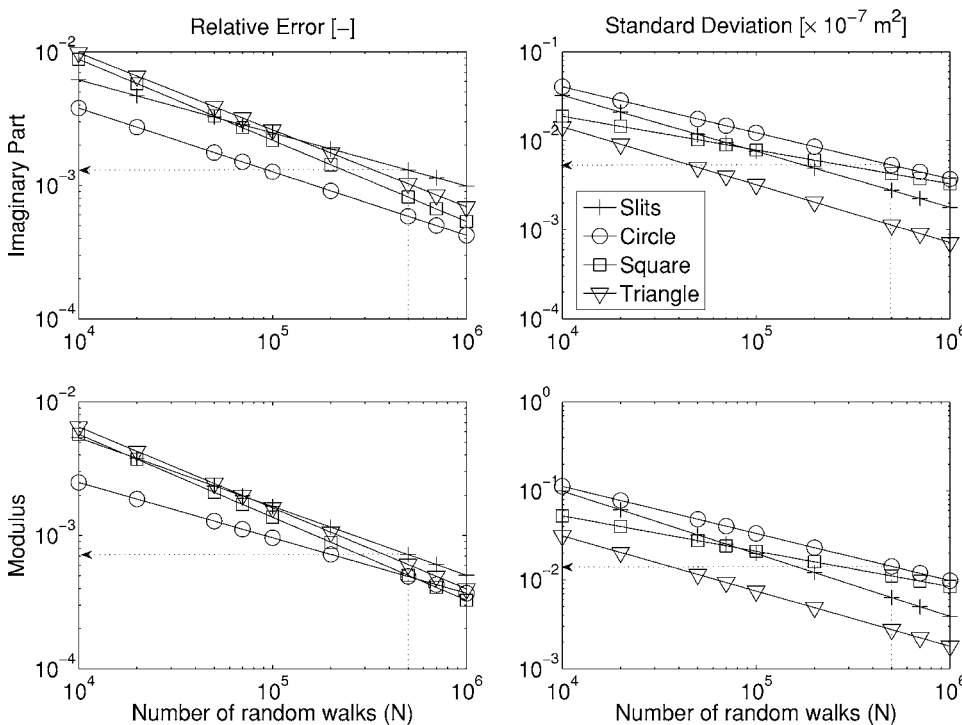 Relative Error [–]
Standard Deviation [× 10⁻⁷ m²]
Imaginary Part
10⁻²
10⁻³
10⁻⁴
10⁴
10⁵
10⁶
10⁻¹
10⁻²
10⁻³
10⁻⁴
10⁴
10⁵
10⁶
Slits
Circle
Square
Triangle
Modulus
10⁻²
10⁻³
10⁻⁴
10⁴
10⁵
10⁶
Number of random walks (N)
10⁰
10⁻¹
10⁻²
10⁻³
10⁴
10⁵
10⁶
Number of random walks (N)